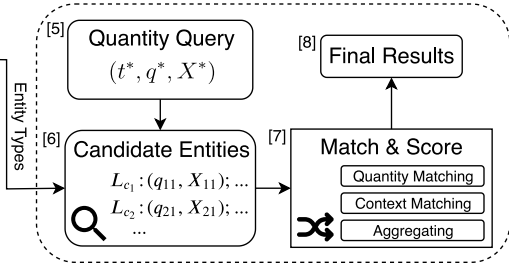 [5]
Quantity Query
(t*, q*, X*)
[8]
Final Results
Entity Types
[6]
Candidate Entities
L_{c_1}: (q_{11}, X_{11}); ...
L_{c_2}: (q_{21}, X_{21}); ...
...
[7]
Match & Score
Quantity Matching
Context Matching
Aggregating